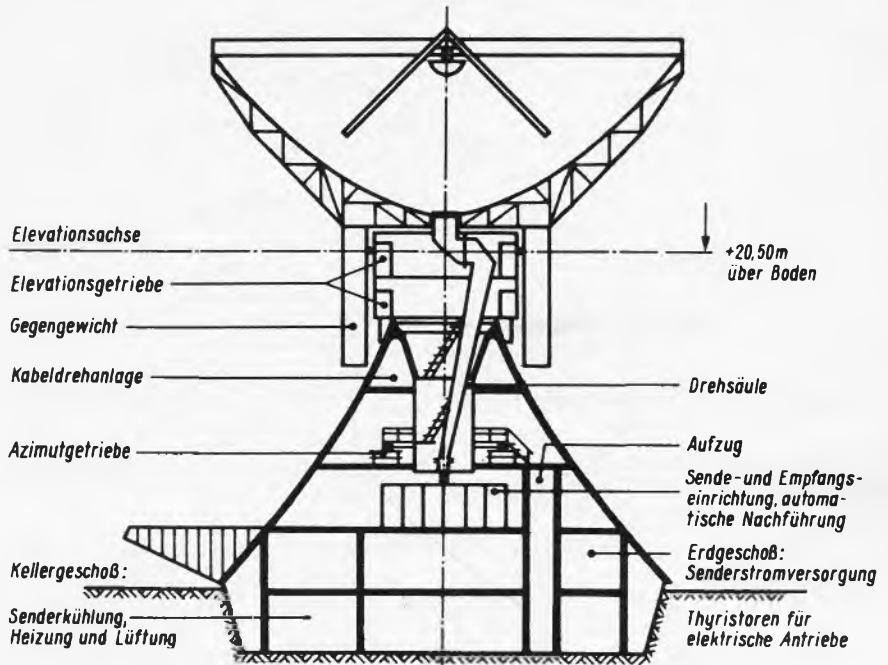 Elevationsachse
Elevationsgetriebe
Gegengewicht
Kabeldrehanlage
Azimutgetriebe
Kellergeschoß:
Senderkühlung,
Heizung und Lüftung
+20,50m
über Boden
Drehsäule
Aufzug
Sende- und Empfangs-
einrichtung, automa-
tische Nachführung
Erdgeschoß:
Senderstromversorgung
Thyristoren für
elektrische Antriebe